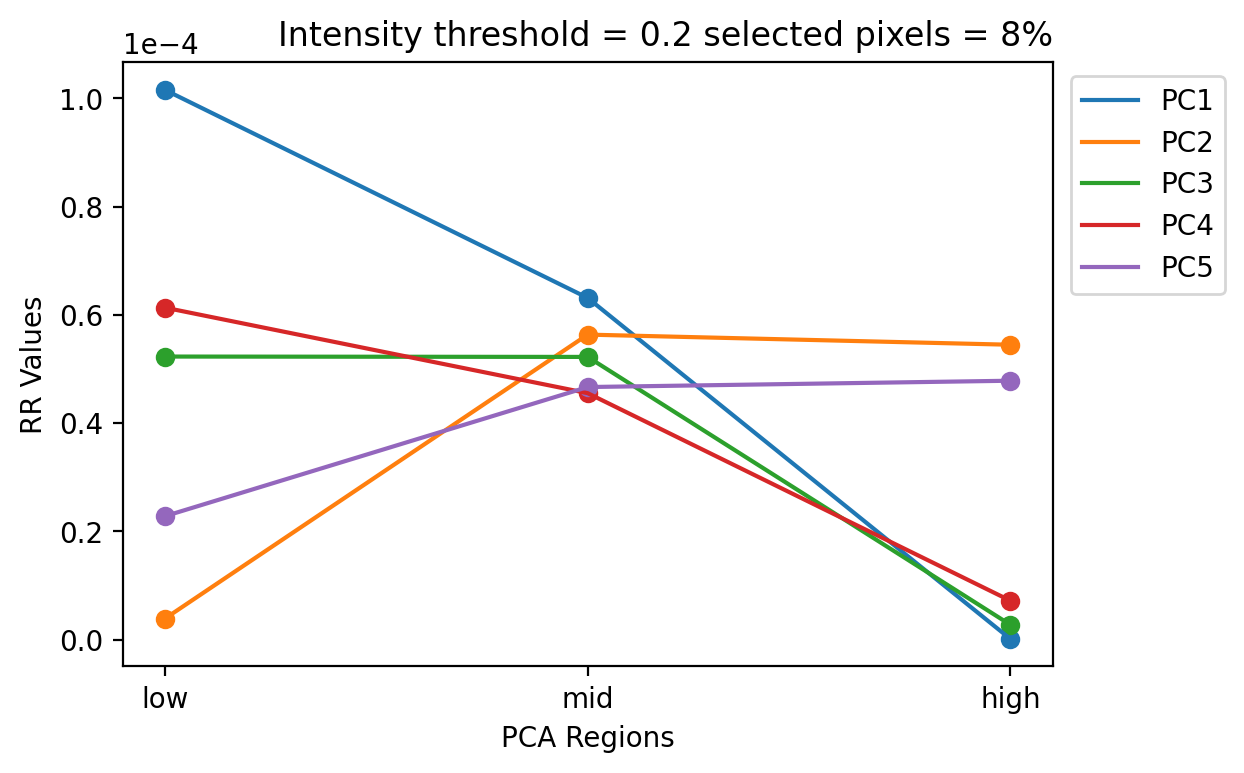 Intensity threshold = 0.2 selected pixels = 8%
1e−4
1.0
0.8
0.6
0.4
0.2
0.0
RR Values
low mid high
PCA Regions
PC1
PC2
PC3
PC4
PC5